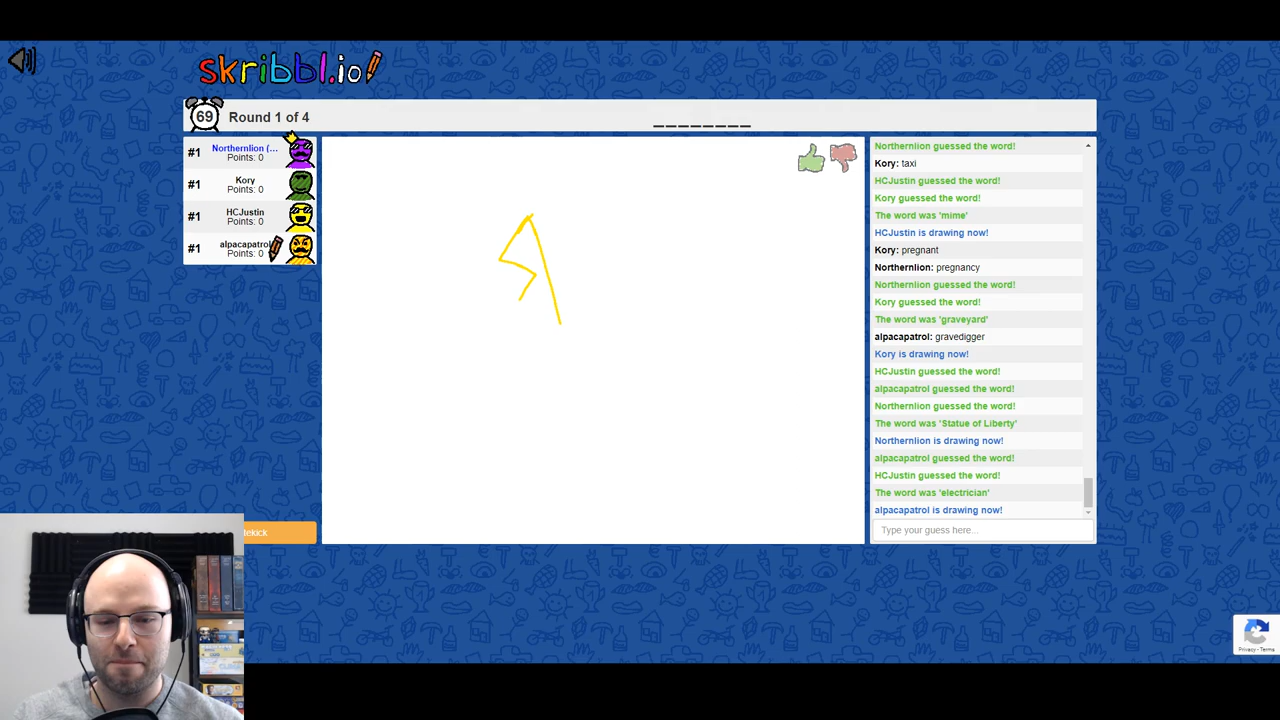 skribbl.io
69
Round 1 of 4
________
#1
Northernlion (...
Points: 0
#1
Kory
Points: 0
#1
HCJustin
Points: 0
#1
alpacapatrol
Points: 0
Northernlion guessed the word!
Kory: taxi
HCJustin guessed the word!
Kory guessed the word!
The word was 'mime'
HCJustin is drawing now!
Kory: pregnant
Northernlion: pregnancy
Northernlion guessed the word!
Kory guessed the word!
The word was 'graveyard'
alpacapatrol: gravedigger
Kory is drawing now!
HCJustin guessed the word!
alpacapatrol guessed the word!
Northernlion guessed the word!
The word was 'Statue of Liberty'
Northernlion is drawing now!
alpacapatrol guessed the word!
HCJustin guessed the word!
The word was 'electrician'
alpacapatrol is drawing now!
Type your guess here...
Privacy - Terms